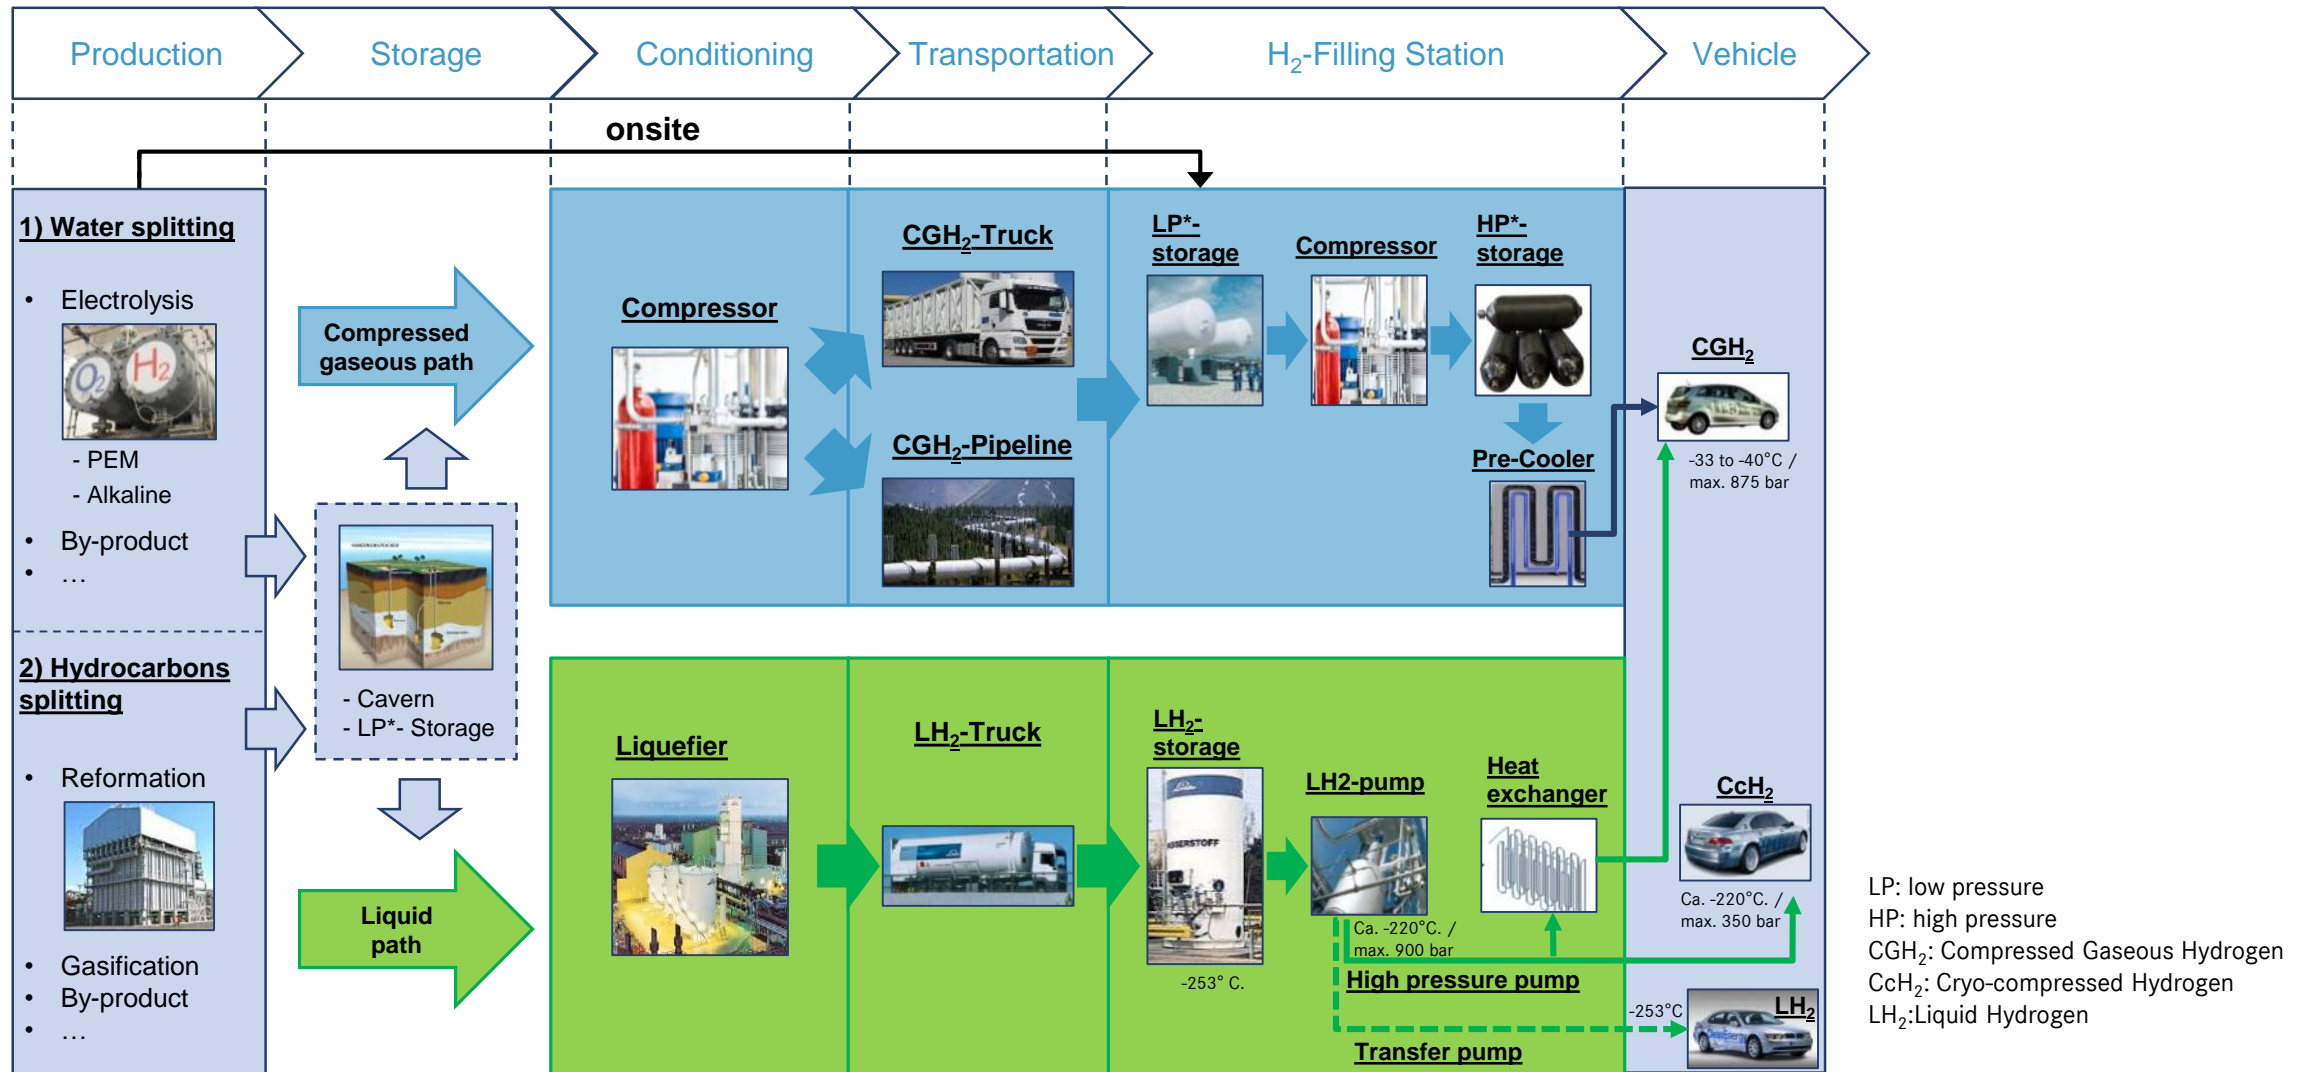 Production
Storage
Conditioning
Transportation
H₂-Filling Station
Vehicle
onsite
1) Water splitting
• Electrolysis
O₂
H₂
- PEM
- Alkaline
• By-product
• …
2) Hydrocarbons
splitting
• Reformation
• Gasification
• By-product
• …
Compressed
gaseous path
- Cavern
- LP*- Storage
Liquid
path
Compressor
CGH₂-Truck
CGH₂-Pipeline
LP*-
storage
Compressor
HP*-
storage
Pre-Cooler
CGH₂
-33 to -40°C /
max. 875 bar
Liquefier
LH₂-Truck
LH₂-
storage
-253° C.
LH2-pump
Ca. -220°C. /
max. 900 bar
Heat
exchanger
High pressure pump
Transfer pump
CcH₂
Ca. -220°C. /
max. 350 bar
-253°C
LH₂
LP: low pressure
HP: high pressure
CGH₂: Compressed Gaseous Hydrogen
CcH₂: Cryo-compressed Hydrogen
LH₂:Liquid Hydrogen